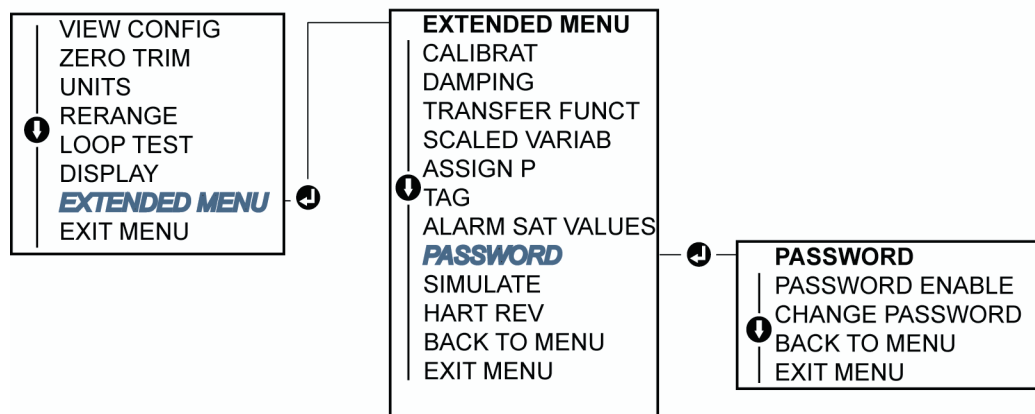 VIEW CONFIG
ZERO TRIM
UNITS
RERANGE
LOOP TEST
DISPLAY
EXTENDED MENU
EXIT MENU
EXTENDED MENU
CALIBRAT
DAMPING
TRANSFER FUNCT
SCALED VARIAB
ASSIGN P
TAG
ALARM SAT VALUES
PASSWORD
SIMULATE
HART REV
BACK TO MENU
EXIT MENU
PASSWORD
PASSWORD ENABLE
CHANGE PASSWORD
BACK TO MENU
EXIT MENU